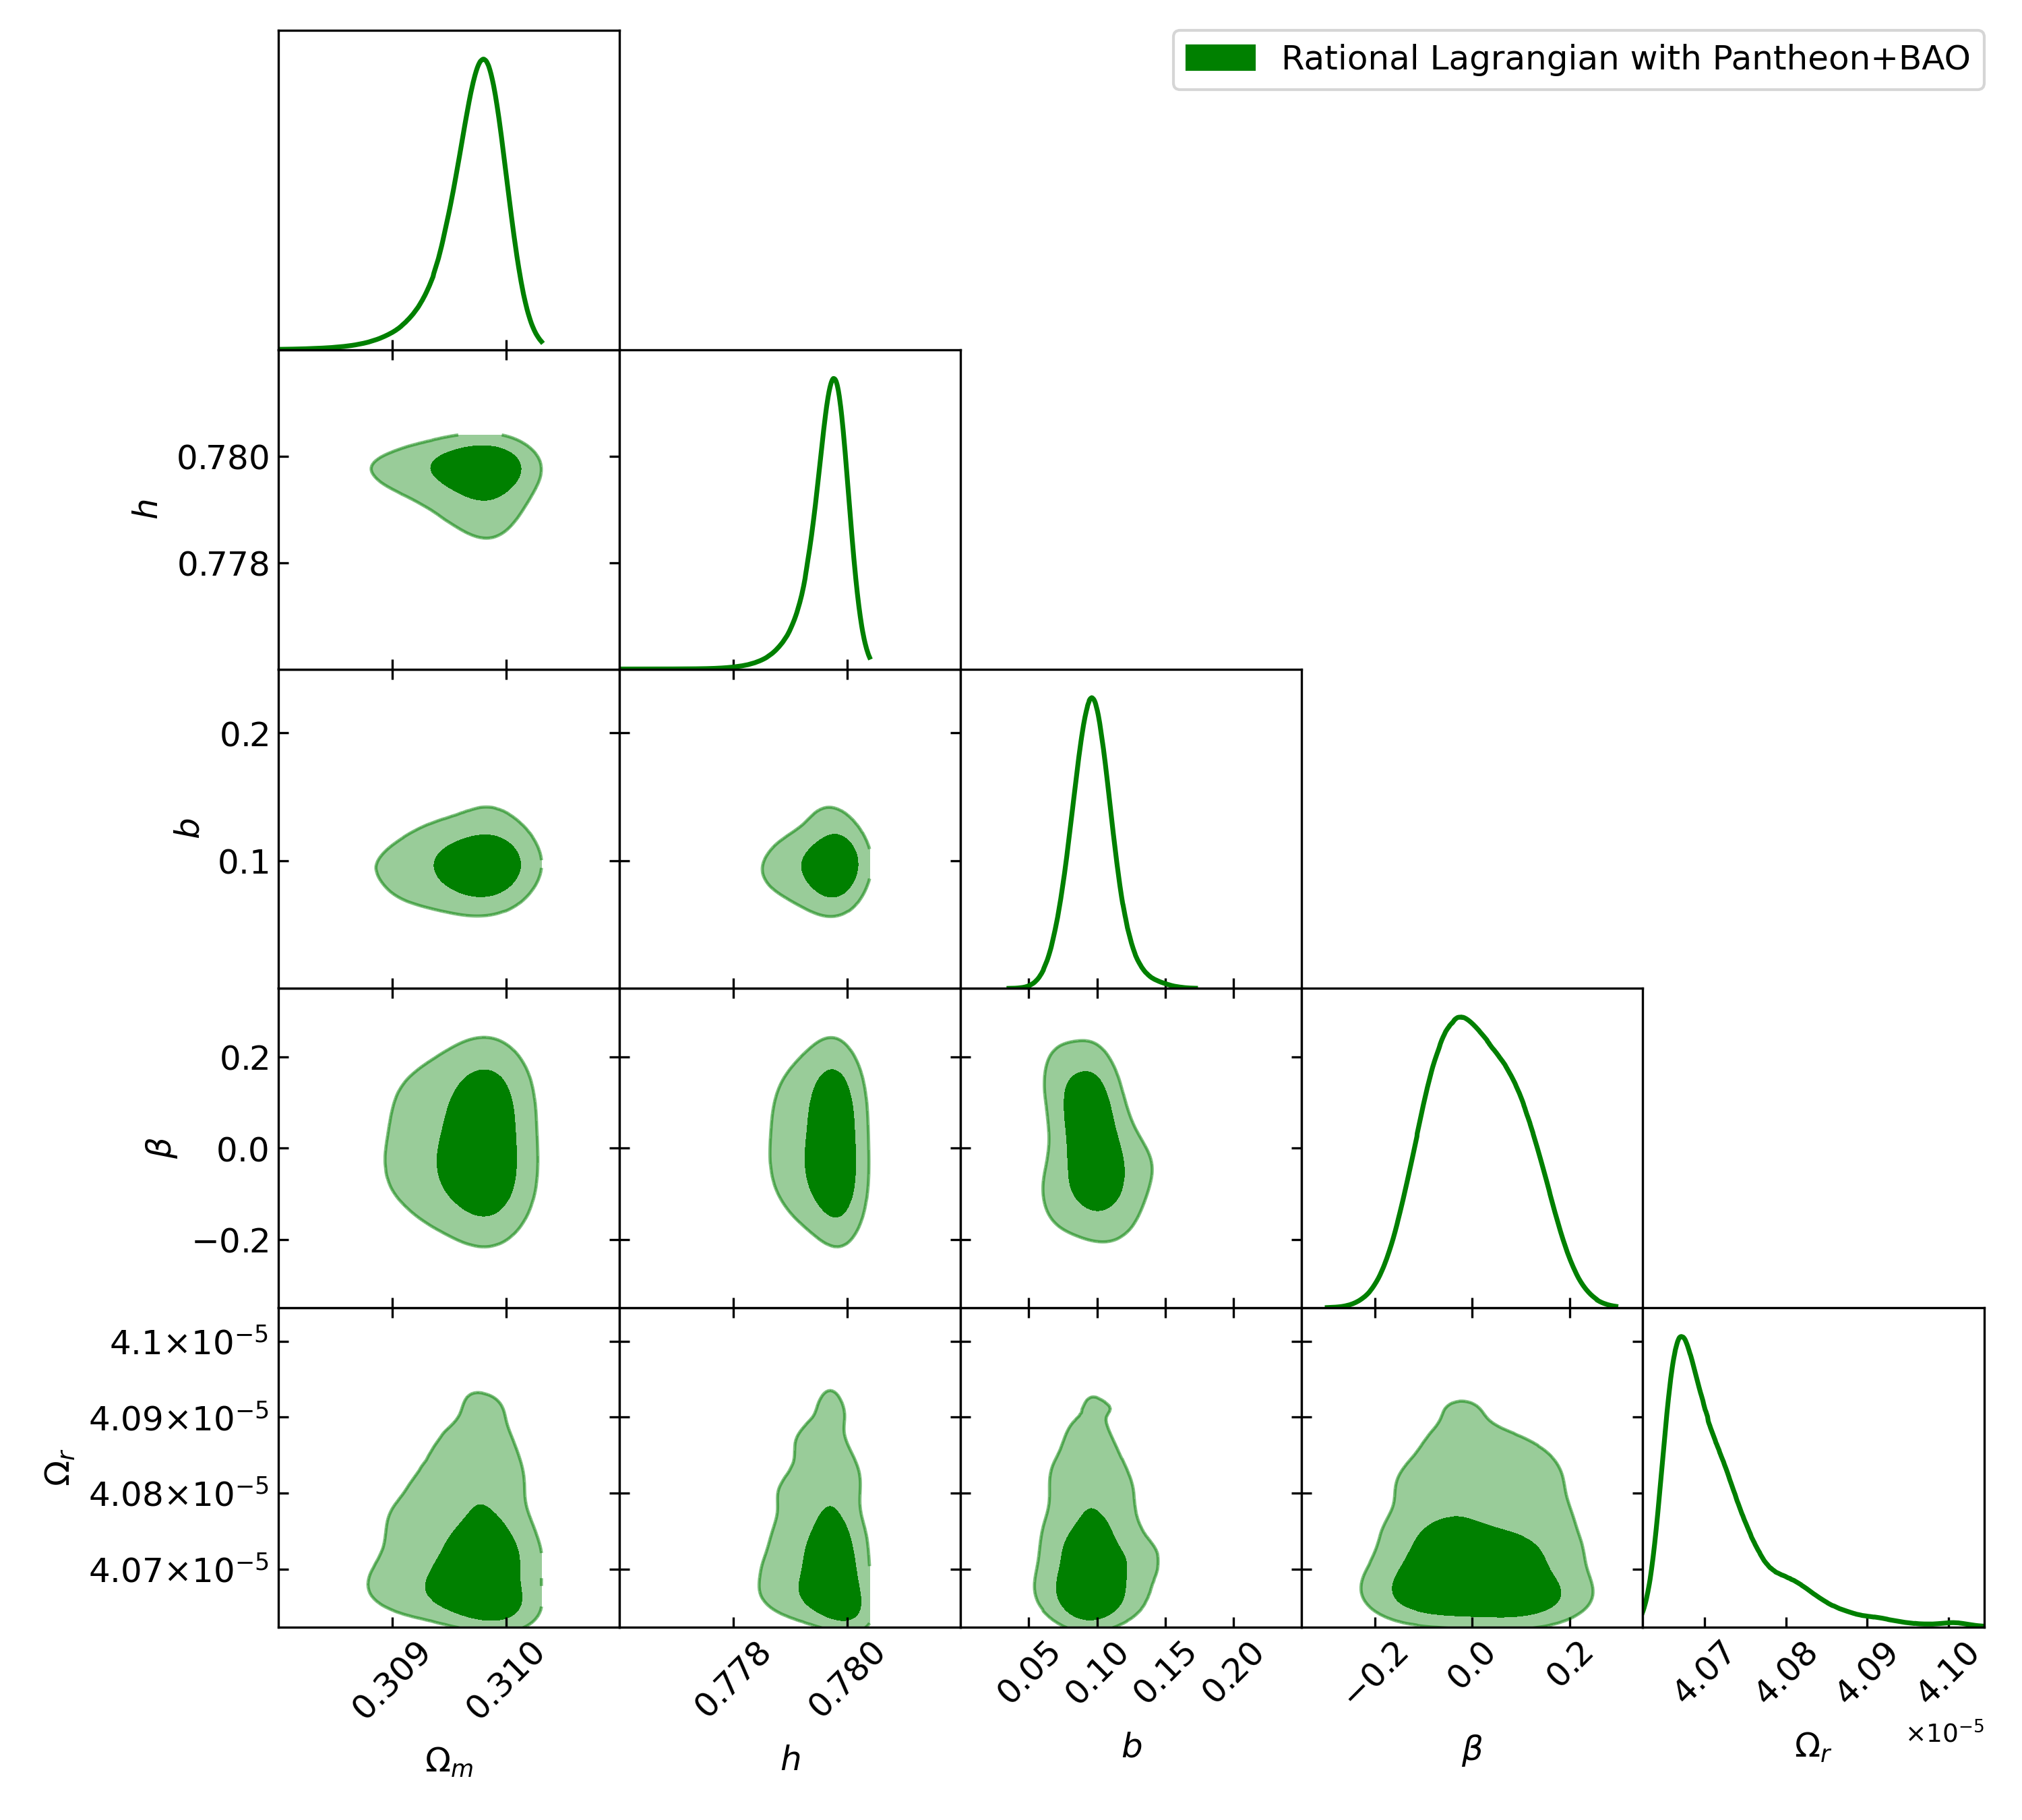 Rational Lagrangian with Pantheon+BAO
0.780
0.778
h
0.2
0.1
b
0.2
0.0
−0.2
β
4.1×10⁻⁵
4.09×10⁻⁵
4.08×10⁻⁵
4.07×10⁻⁵
Ωᵣ
0.309 0.310 0.778 0.780 0.05 0.10 0.15 0.20 −0.2 0.0 0.2 4.07 4.08 4.09 4.10
×10⁻⁵
Ωₘ h b β Ωᵣ